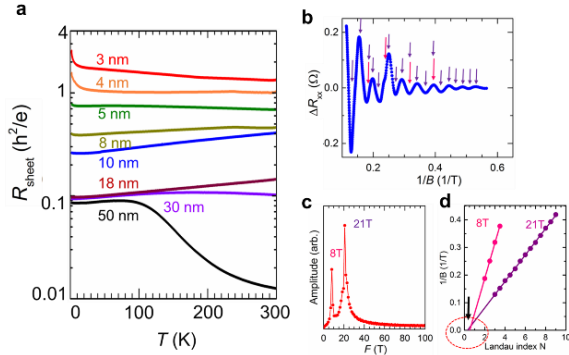 a
R_sheet (h²/e)
4
1
0.1
0.01
3 nm
4 nm
5 nm
8 nm
10 nm
18 nm
30 nm
50 nm
0 100 200 300
T (K)
b
ΔR_xx (Ω)
0.2
0.0
-0.2
0.2 0.4 0.6
1/B (1/T)
c
Amplitude (arb.)
8T
21T
0 20 40 60 80 100
F (T)
d
1/B (1/T)
0.4
0.3
0.2
0.1
0.0
8T
21T
0 2 4 6 8 10
Landau index N